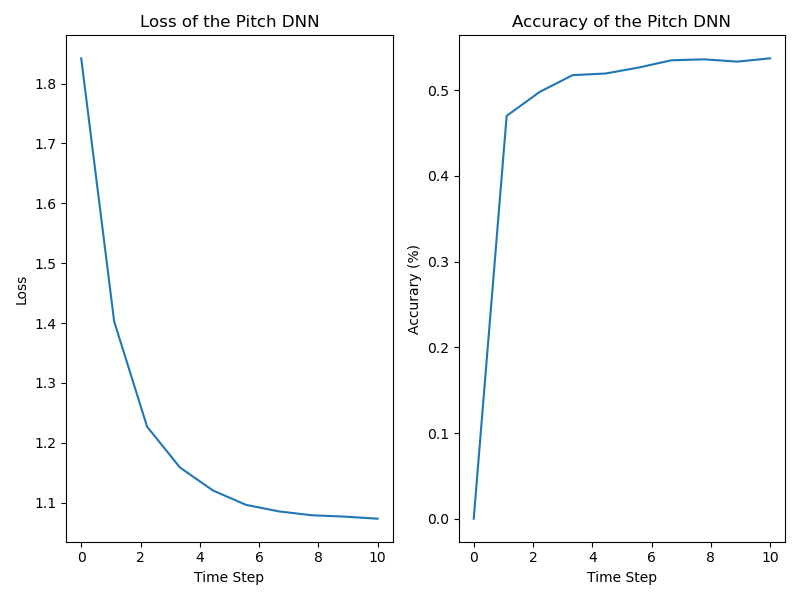 Loss of the Pitch DNN
Loss
1.8
1.7
1.6
1.5
1.4
1.3
1.2
1.1
0 2 4 6 8 10
Time Step
Accuracy of the Pitch DNN
Accurary (%)
0.5
0.4
0.3
0.2
0.1
0.0
0 2 4 6 8 10
Time Step